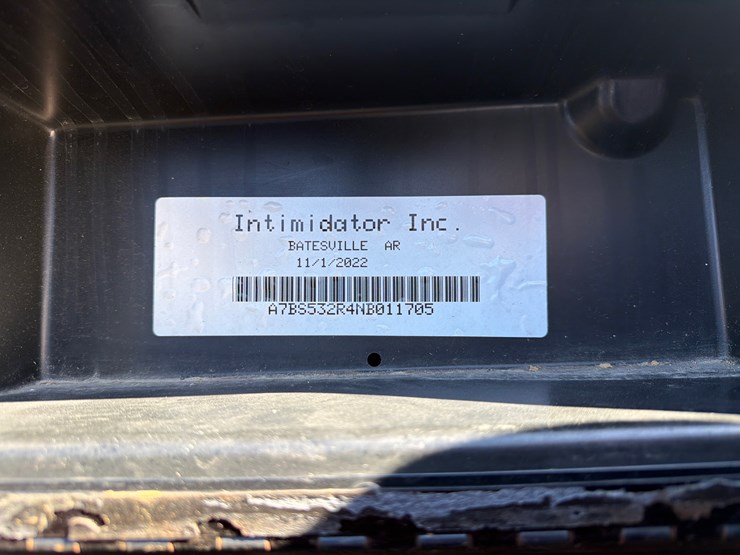 Intimidator Inc.
BATESVILLE AR
11/1/2022
A7BS532R4NB011705